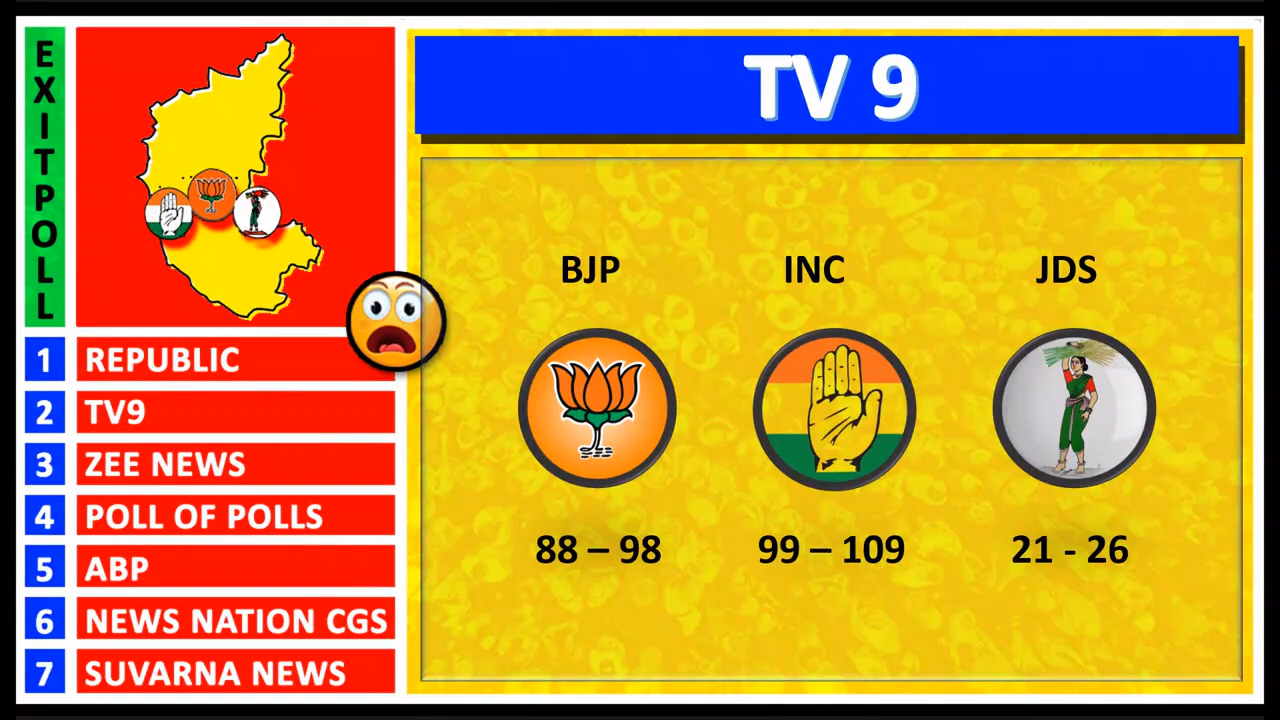 EXITPOLL
1 REPUBLIC
2 TV9
3 ZEE NEWS
4 POLL OF POLLS
5 ABP
6 NEWS NATION CGS
7 SUVARNA NEWS
TV 9
BJP INC JDS
88 – 98 99 – 109 21 - 26